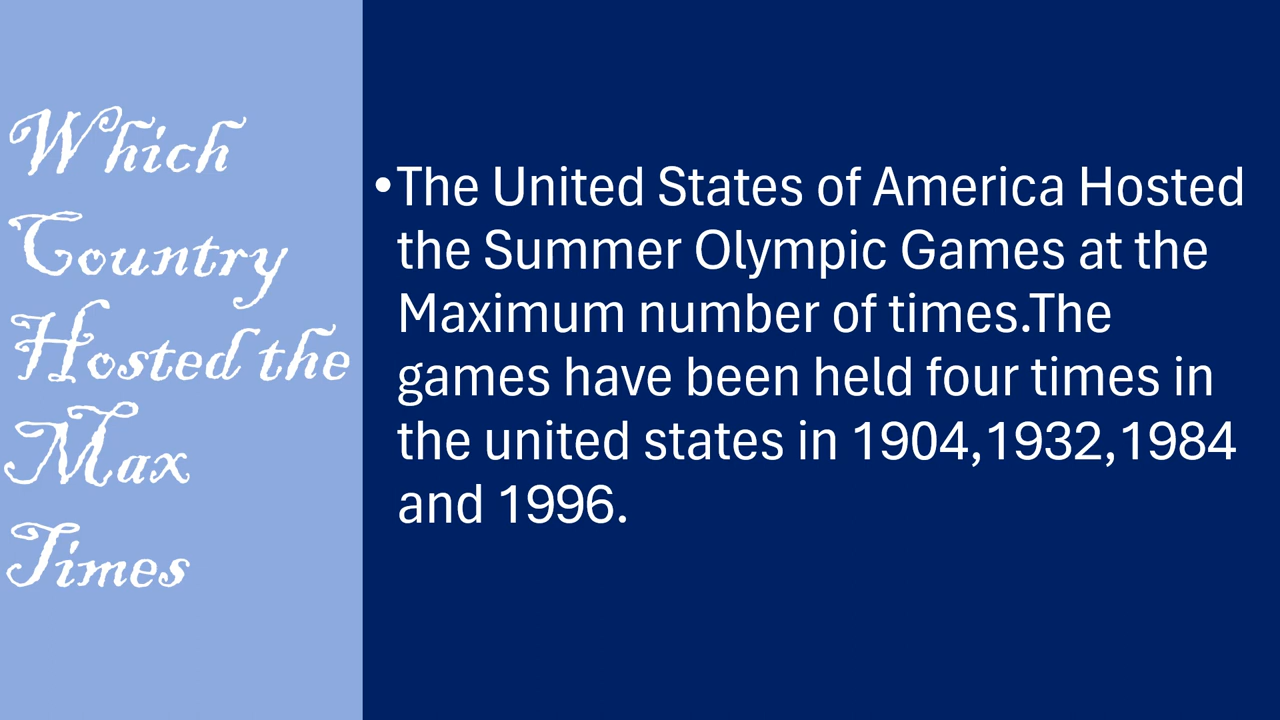 Which
Country
Hosted the
Max
Times
•The United States of America Hosted
the Summer Olympic Games at the
Maximum number of times.The
games have been held four times in
the united states in 1904,1932,1984
and 1996.